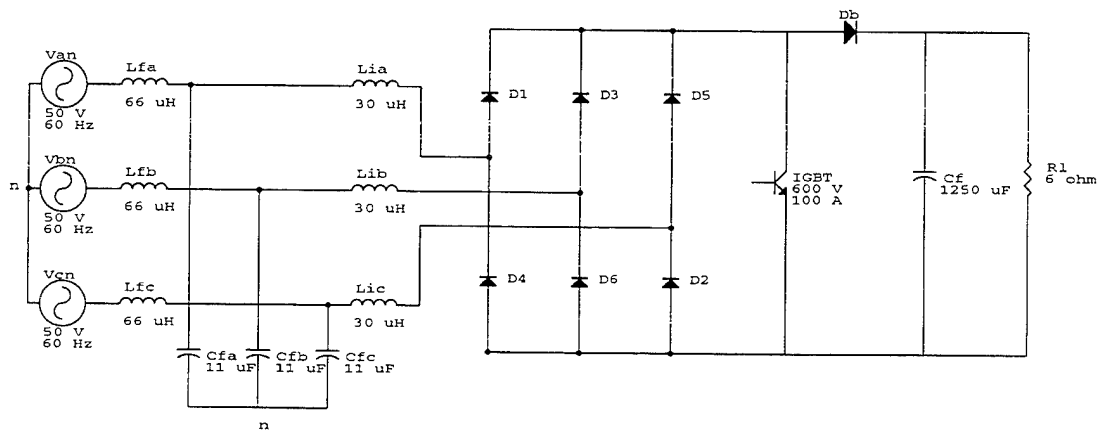 Van
50 V
60 Hz
Lfa
66 uH
Lia
30 uH
n
Vbn
50 V
60 Hz
Lfb
66 uH
Lib
30 uH
Vcn
50 V
60 Hz
Lfc
66 uH
Lic
30 uH
Cfa
11 uF
Cfb
11 uF
Cfc
11 uF
n
D1
D3
D5
D4
D6
D2
Db
IGBT
600 V
100 A
Cf
1250 uF
R1
6 ohm